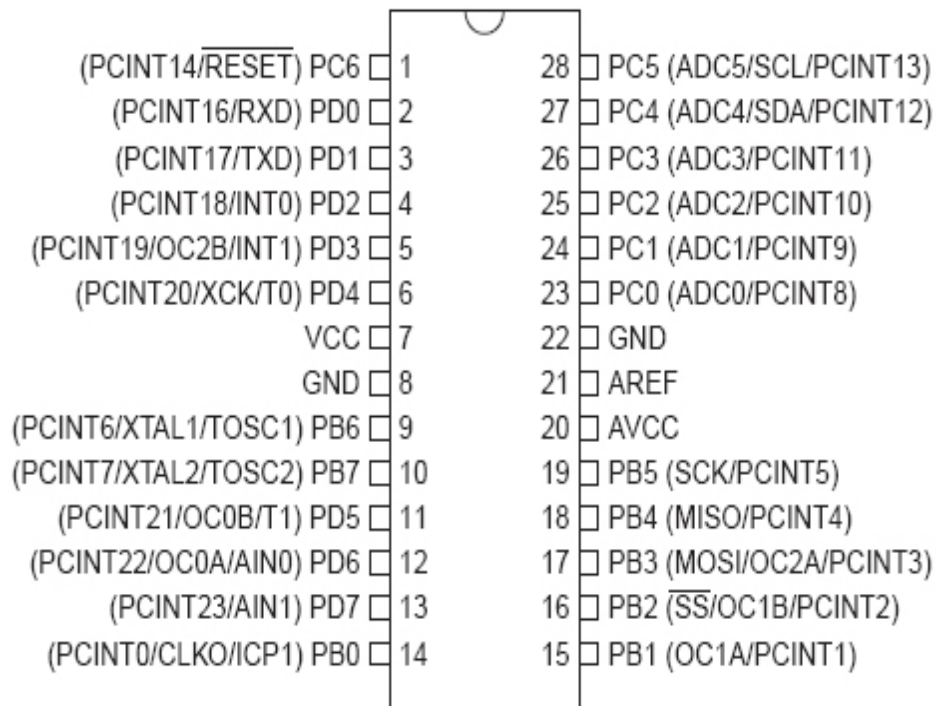 (PCINT14/RESET) PC6 1 28 PC5 (ADC5/SCL/PCINT13)
(PCINT16/RXD) PD0 2 27 PC4 (ADC4/SDA/PCINT12)
(PCINT17/TXD) PD1 3 26 PC3 (ADC3/PCINT11)
(PCINT18/INT0) PD2 4 25 PC2 (ADC2/PCINT10)
(PCINT19/OC2B/INT1) PD3 5 24 PC1 (ADC1/PCINT9)
(PCINT20/XCK/T0) PD4 6 23 PC0 (ADC0/PCINT8)
VCC 7 22 GND
GND 8 21 AREF
(PCINT6/XTAL1/TOSC1) PB6 9 20 AVCC
(PCINT7/XTAL2/TOSC2) PB7 10 19 PB5 (SCK/PCINT5)
(PCINT21/OC0B/T1) PD5 11 18 PB4 (MISO/PCINT4)
(PCINT22/OC0A/AIN0) PD6 12 17 PB3 (MOSI/OC2A/PCINT3)
(PCINT23/AIN1) PD7 13 16 PB2 (SS/OC1B/PCINT2)
(PCINT0/CLKO/ICP1) PB0 14 15 PB1 (OC1A/PCINT1)